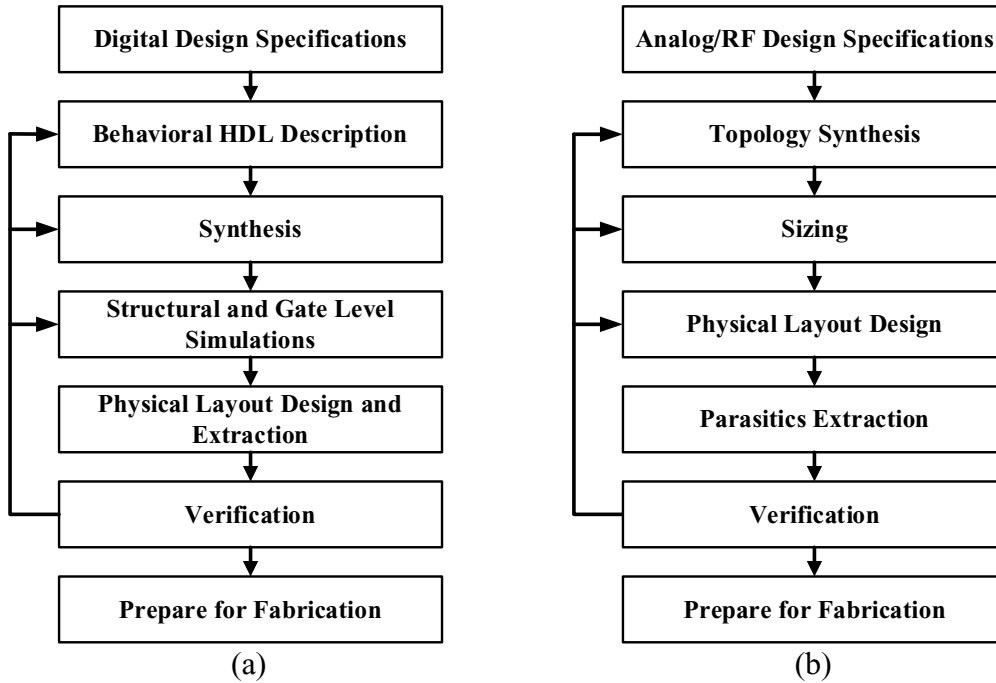 Digital Design Specifications
Behavioral HDL Description
Synthesis
Structural and Gate Level
Simulations
Physical Layout Design and
Extraction
Verification
Prepare for Fabrication
(a)
Analog/RF Design Specifications
Topology Synthesis
Sizing
Physical Layout Design
Parasitics Extraction
Verification
Prepare for Fabrication
(b)